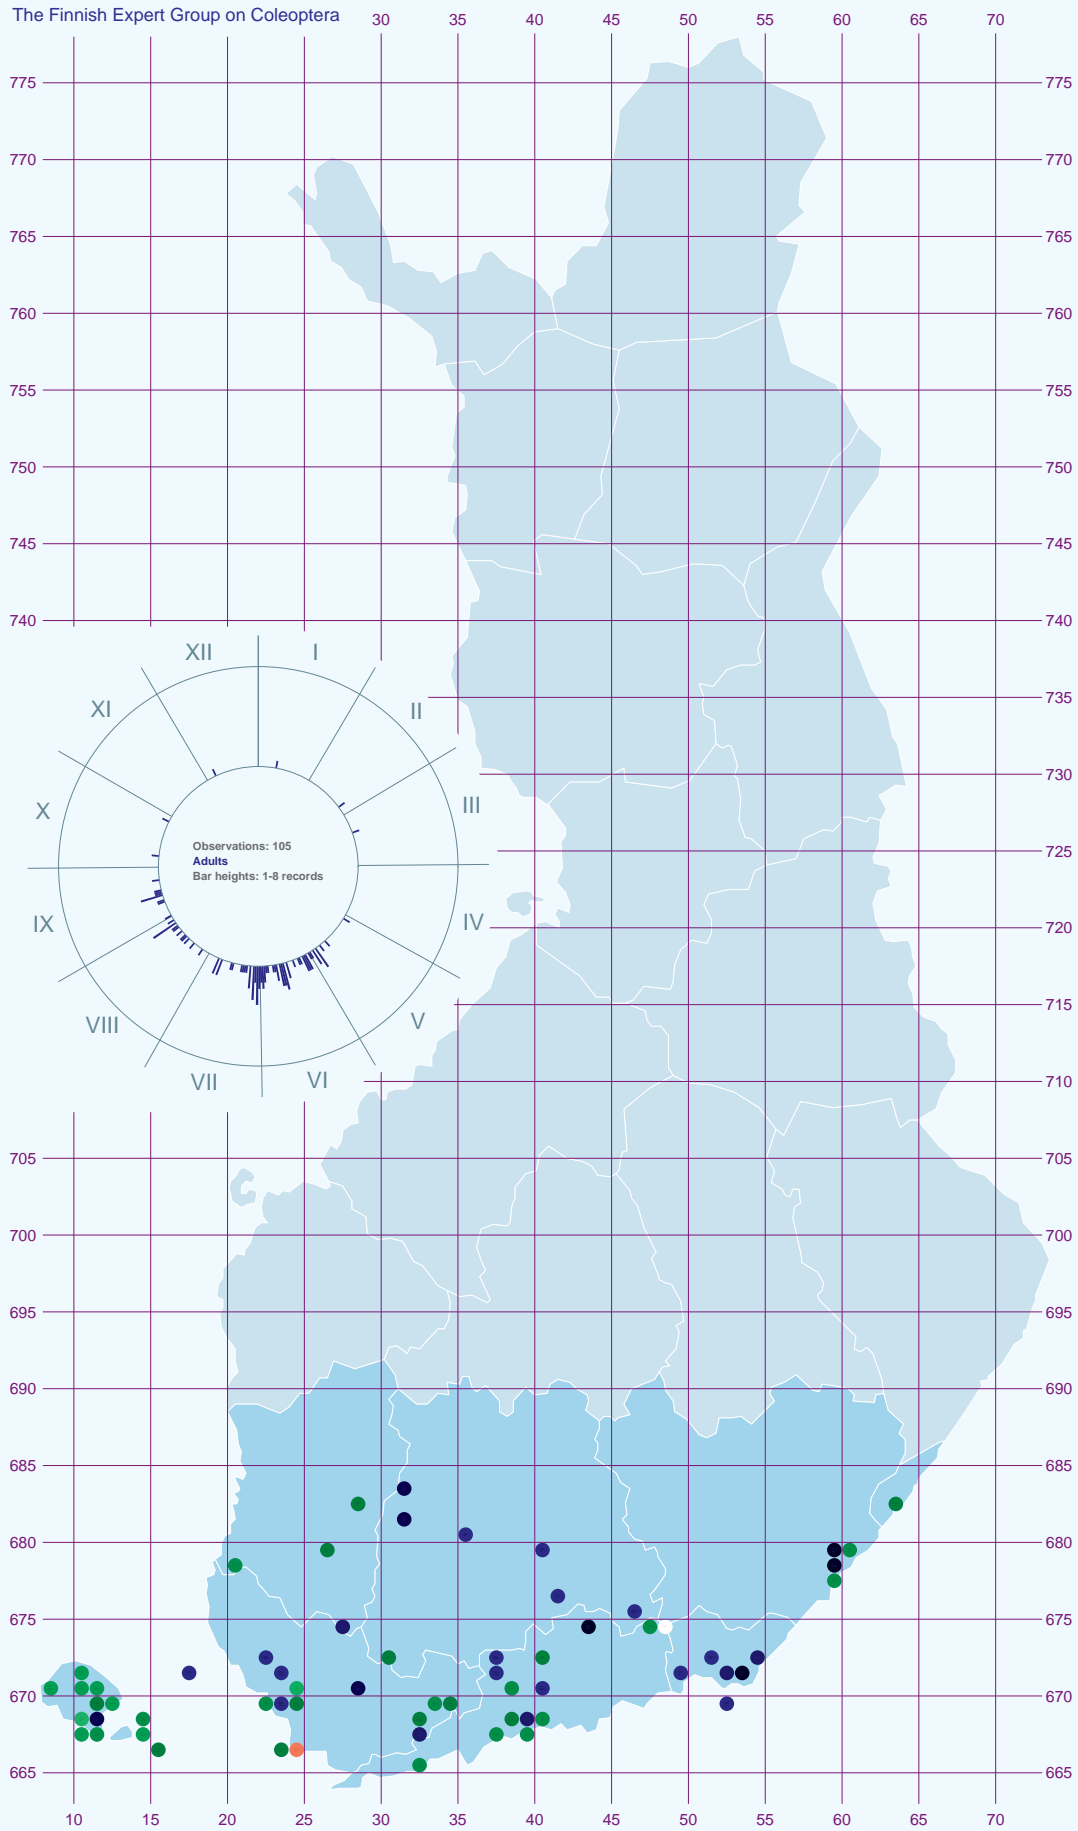 The Finnish Expert Group on Coleoptera
30 35 40 45 50 55 60 65 70
775 775
770 770
765 765
760 760
755 755
750 750
745 745
740 740
XII I
XI II
735
730
X III
725
Observations: 105
Adults
Bar heights: 1-8 records
IX IV
720
715
VIII V
VII VI
710
705 705
700 700
695 695
690 690
685 685
680 680
675 675
670 670
665 665
10 15 20 25 30 35 40 45 50 55 60 65 70